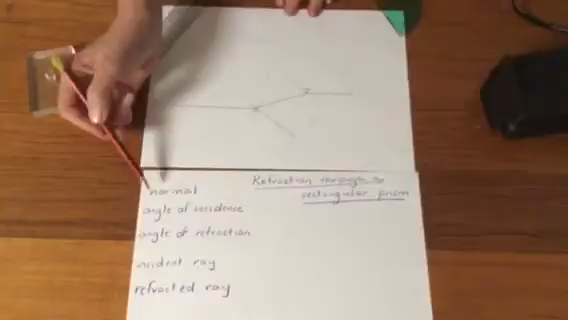 Refraction through a
rectangular prism
normal
angle of incidence
angle of refraction
incident ray
refracted ray